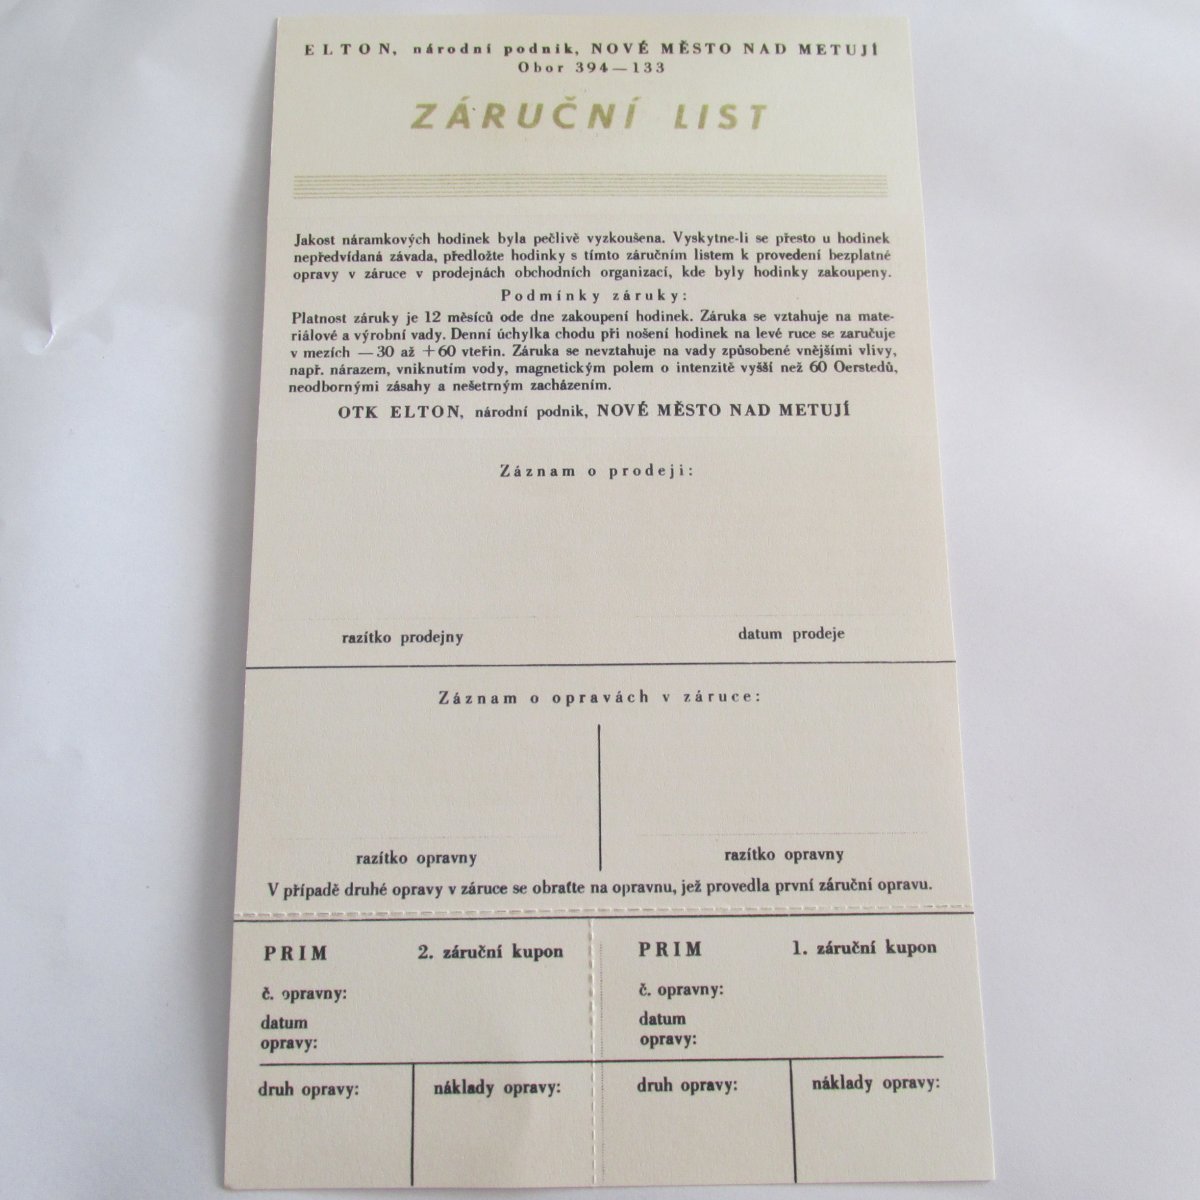 ELTON, národní podnik, NOVÉ MĚSTO NAD METUJÍ
Obor 394—133
ZÁRUČNÍ LIST
Jakost náramkových hodinek byla pečlivě vyzkoušena. Vyskytne-li se přesto u hodinek
nepředvídaná závada, předložte hodinky s tímto záručním listem k provedení bezplatné
opravy v záruce v prodejnách obchodních organizací, kde byly hodinky zakoupeny.
Podmínky záruky:
Platnost záruky je 12 měsíců ode dne zakoupení hodinek. Záruka se vztahuje na mate-
riálové a výrobní vady. Denní úchylka chodu při nošení hodinek na levé ruce se zaručuje
v mezích —30 až +60 vteřin. Záruka se nevztahuje na vady způsobené vnějšími vlivy,
např. nárazem, vniknutím vody, magnetickým polem o intenzitě vyšší než 60 Oerstedů,
neodbornými zásahy a nešetrným zacházením.
OTK ELTON, národní podnik, NOVÉ MĚSTO NAD METUJÍ
Záznam o prodeji:
razítko prodejny datum prodeje
Záznam o opravách v záruce:
razítko opravny razítko opravny
V případě druhé opravy v záruce se obraťte na opravnu, jež provedla první záruční opravu.
PRIM 2. záruční kupon
č. opravny:
datum
opravy:
druh opravy: náklady opravy:
PRIM 1. záruční kupon
č. opravny:
datum
opravy:
druh opravy: náklady opravy: